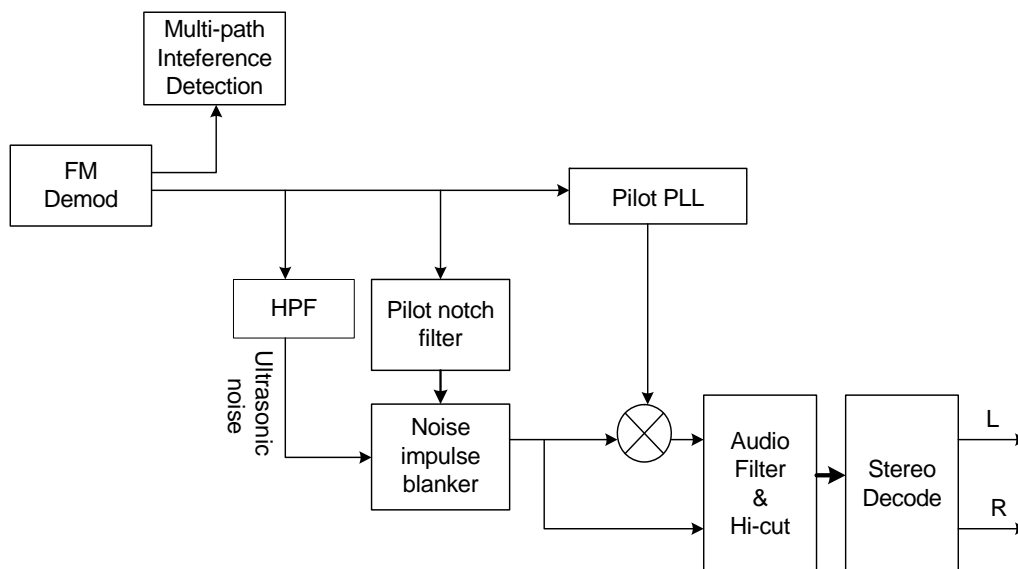 Multi-path
Inteference
Detection
FM
Demod
Pilot PLL
HPF
Pilot notch
filter
Ultrasonic
noise
Noise
impulse
blanker
Audio
Filter
&
Hi-cut
Stereo
Decode
L
R